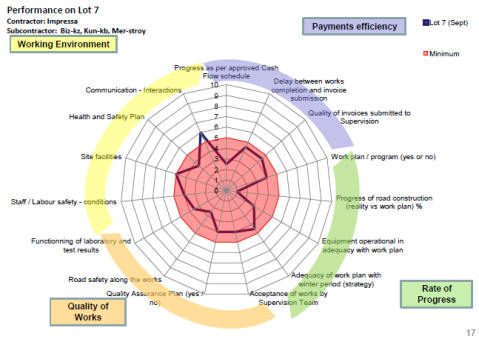 Performance on Lot 7
Contractor: Impressa
Subcontractor: Biz-kz, Kun-kb, Mer-stroy
Working Environment
Payments efficiency
Lot 7 (Sept)
Minimum
Progress as per approved Cash
Flow schedule
Delay between works
completion and invoice
submission
Communication - Interactions
Health and Safety Plan
Quality of invoices submitted to
Supervision
Site facilities
Work plan / program (yes or no)
Staff / Labour safety - conditions
Progress of road construction
(reality vs work plan) %
Functionning of laboratory and
test results
Equipment operational in
adequacy with work plan
Road safety along the works
Adequacy of work plan with
winter period (strategy)
Quality Assurance Plan (yes /
no)
Acceptance of works by
Supervision Team
10
9
8
7
6
5
4
3
2
1
0
Quality of
Works
Rate of
Progress
17